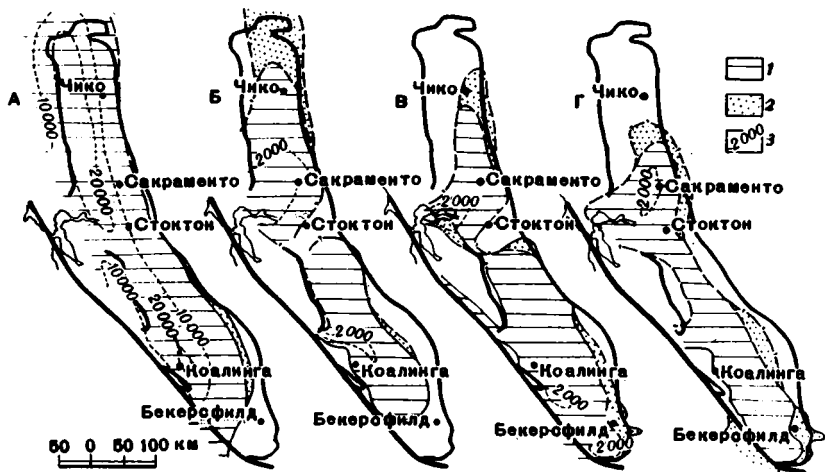 А
Чико
10000
20000
Сакраменто
Стоктон
10000
20000
10000
Коалинга
Бекерсфилд
50 0 50 100 км
Б
Чико
2000
Сакраменто
Стоктон
2000
Коалинга
Бекерсфилд
В
Чико
Сакраменто
2000
Стоктон
Коалинга
2000
Бекерсфилд
2000
Г
Чико
Сакраменто
2000
Стоктон
Коалинга
Бекерсфилд
1
2
2000 3